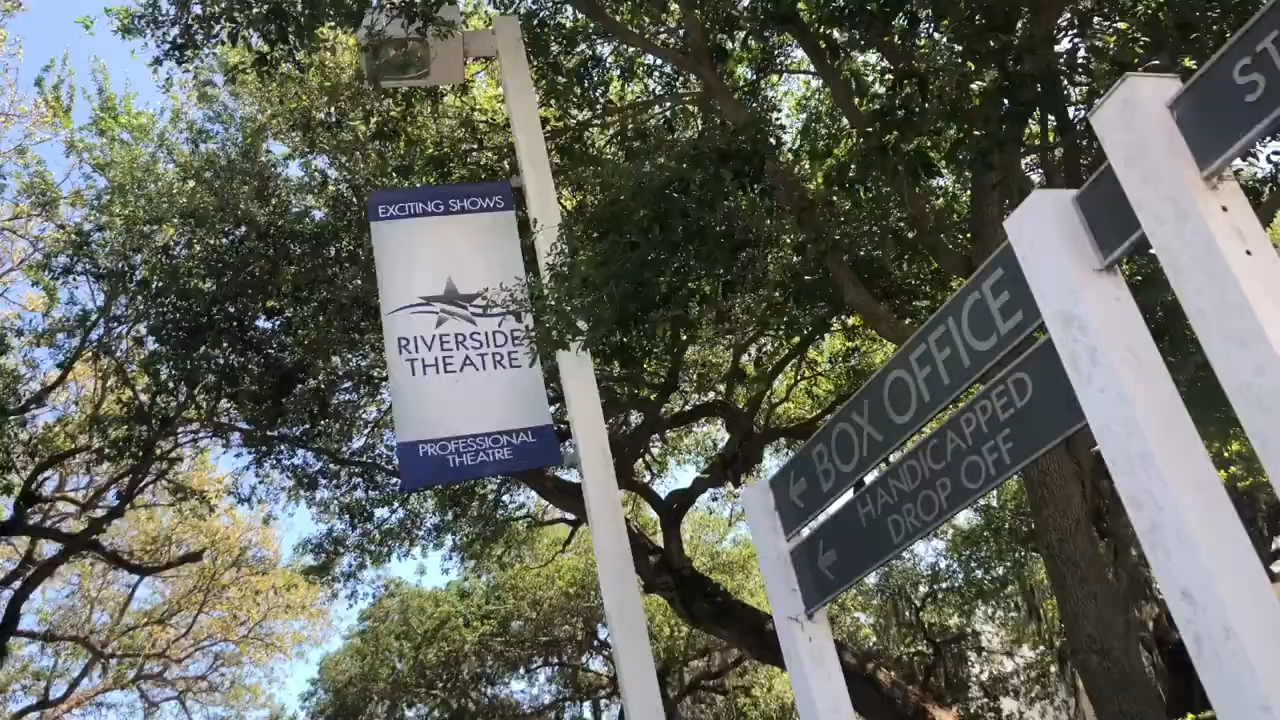 EXCITING SHOWS
RIVERSIDE
THEATRE
PROFESSIONAL
THEATRE
← BOX OFFICE
HANDICAPPED
← DROP OFF